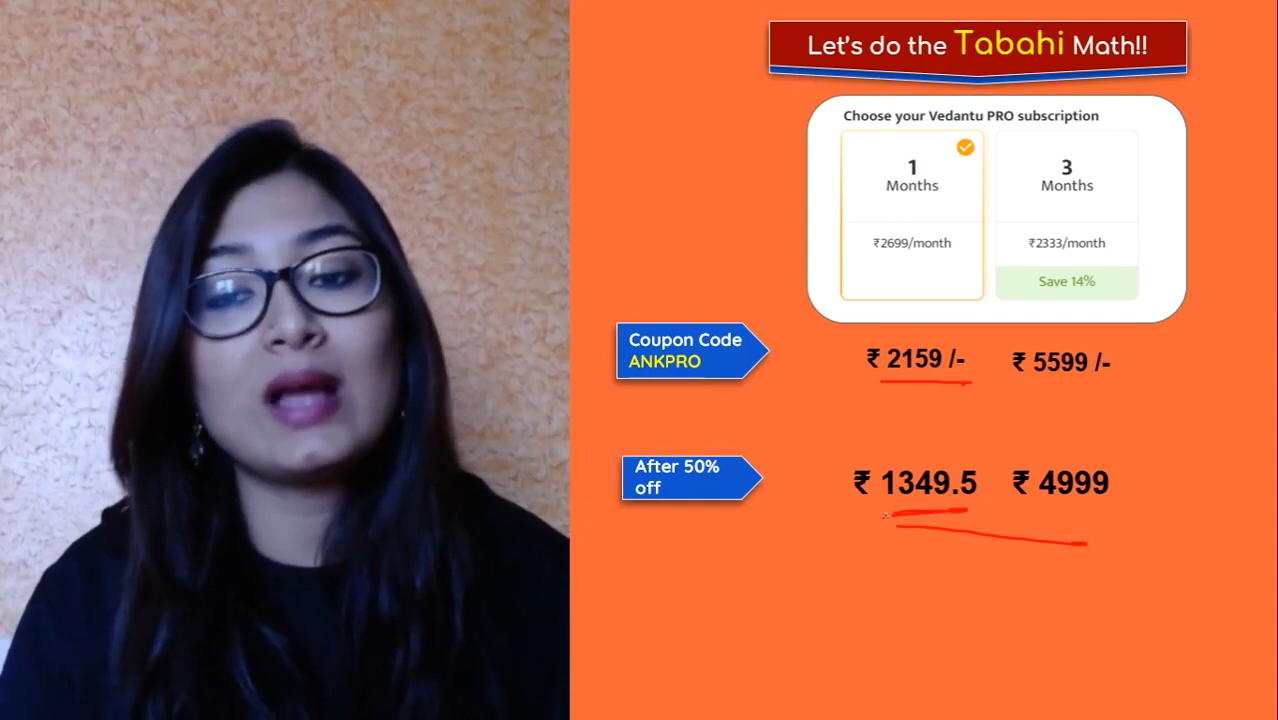 Let's do the Tabahi Math!!
Choose your Vedantu PRO subscription
1
Months
₹2699/month
3
Months
₹2333/month
Save 14%
Coupon Code
ANKPRO
₹ 2159 /-
₹ 5599 /-
After 50%
off
₹ 1349.5
₹ 4999